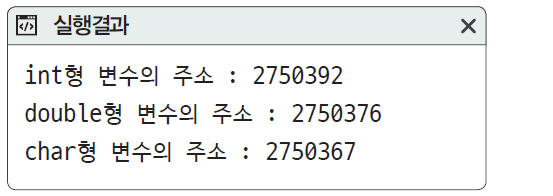 실행결과
int형 변수의 주소 : 2750392
double형 변수의 주소 : 2750376
char형 변수의 주소 : 2750367